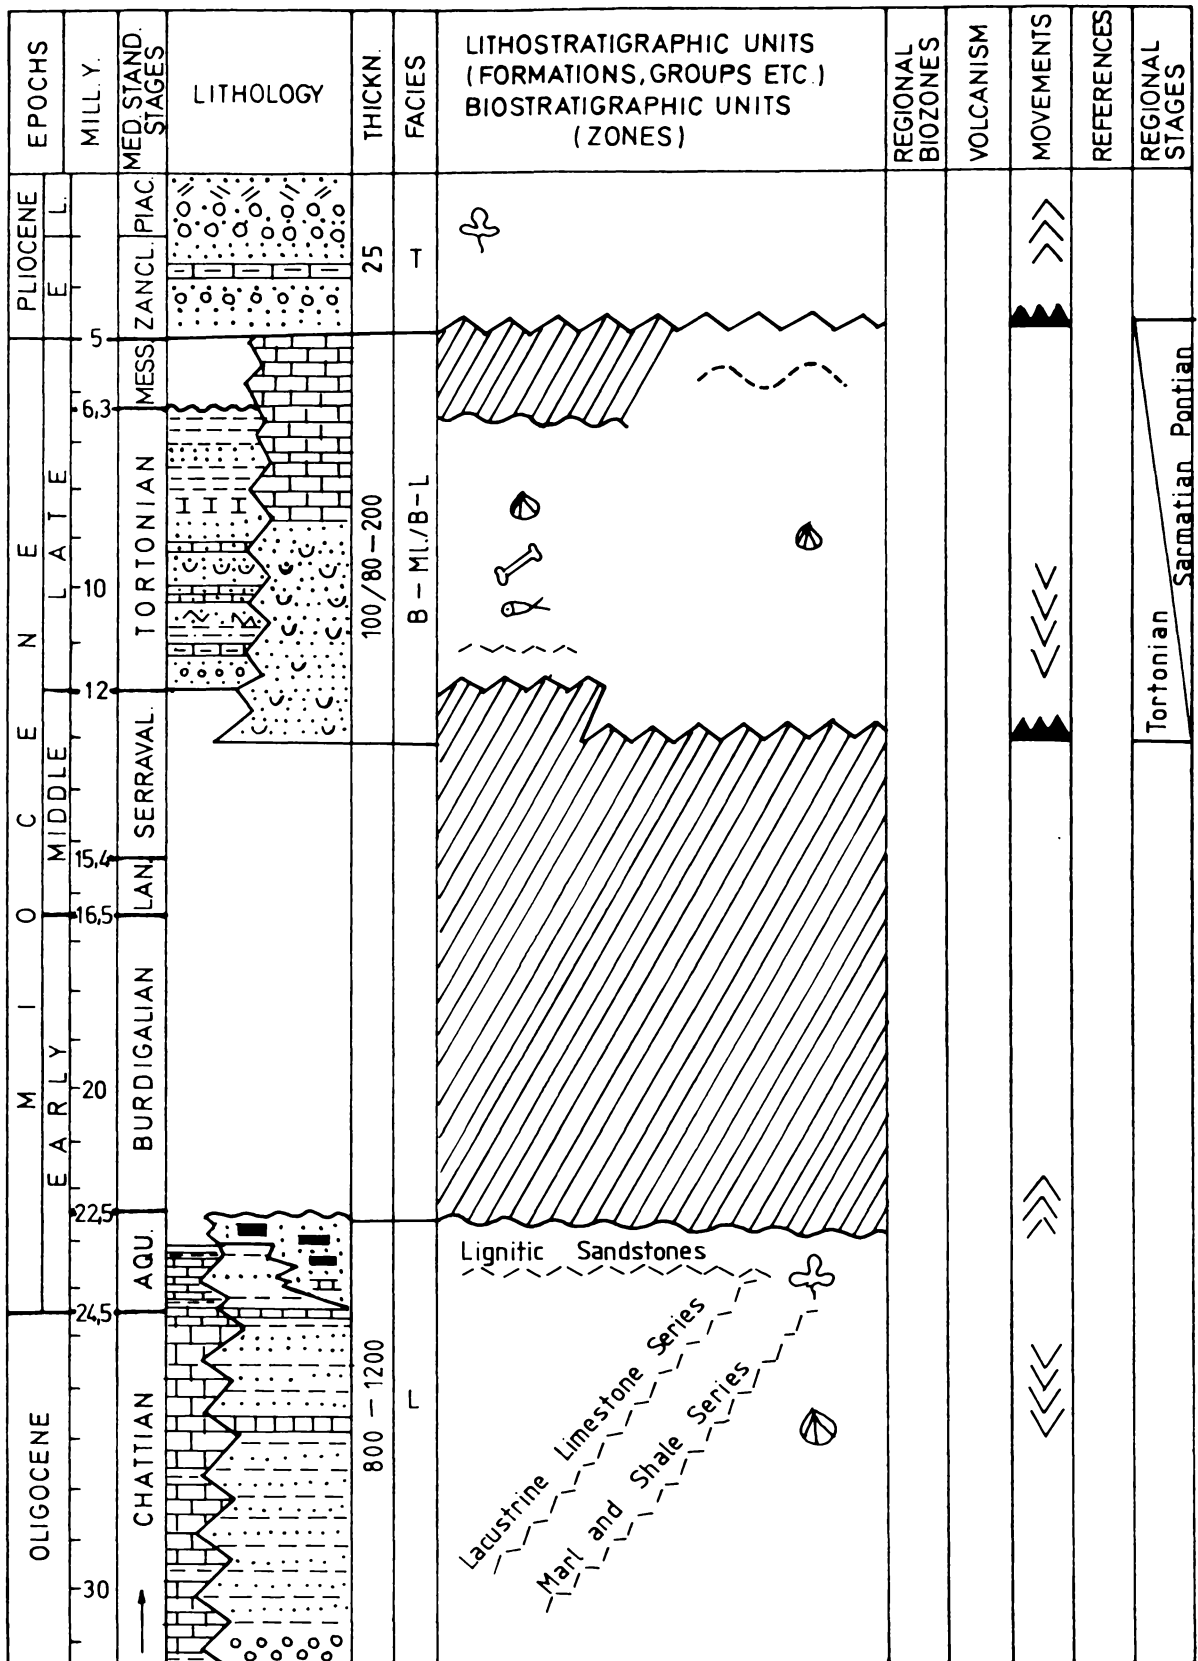 EPOCHS
MILL.Y.
MED.STAND.
STAGES
LITHOLOGY
THICKN.
FACIES
LITHOSTRATIGRAPHIC UNITS
(FORMATIONS, GROUPS ETC.)
BIOSTRATIGRAPHIC UNITS
(ZONES)
REGIONAL
BIOZONES
VOLCANISM
MOVEMENTS
REFERENCES
REGIONAL
STAGES
PLIOCENE
L.
E
PIAC.
ZANCL.
25
T
5
MESS.
6,3
MIOCENE
LATE
TORTONIAN
10
100/80-200
B-Ml./B-L
Sarmatian Pontian
Tortonian
12
MIDDLE
SERRAVAL.
15,4
LAN.
16,5
EARLY
BURDIGALIAN
20
22,5
AQU.
Lignitic Sandstones
24,5
OLIGOCENE
CHATTIAN
800-1200
L
Lacustrine Limestone Series
Marl and Shale Series
30